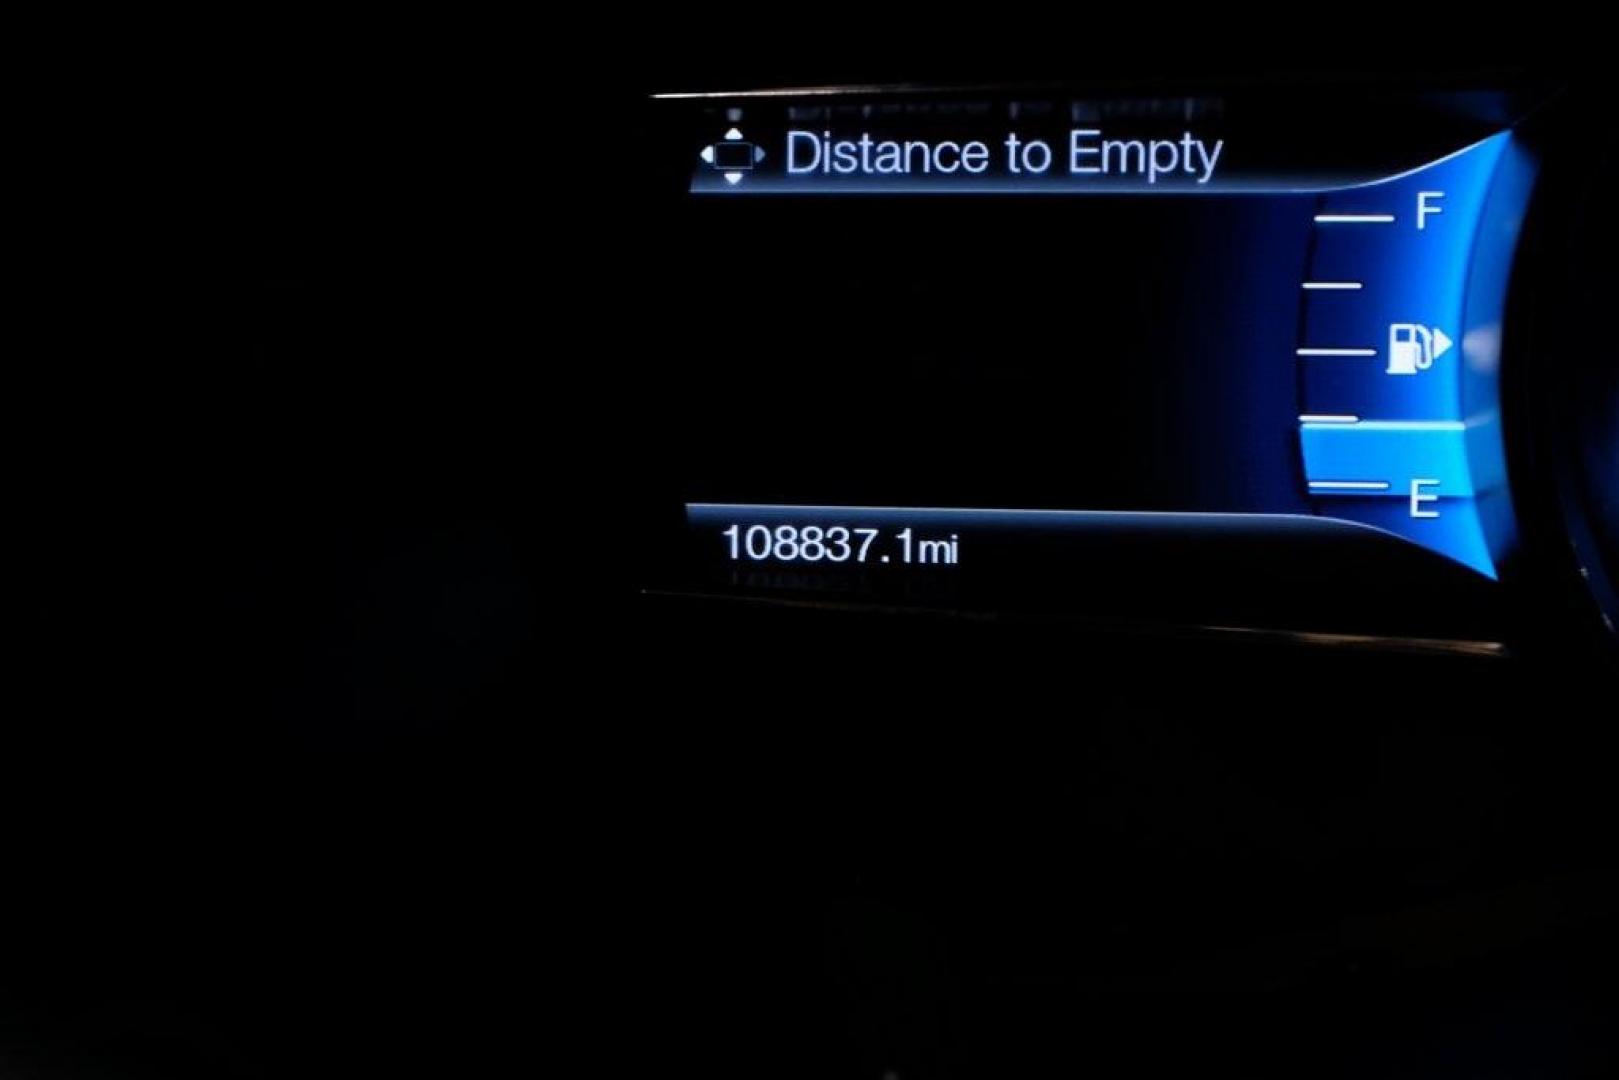 Distance to Empty
F
E
108837.1mi